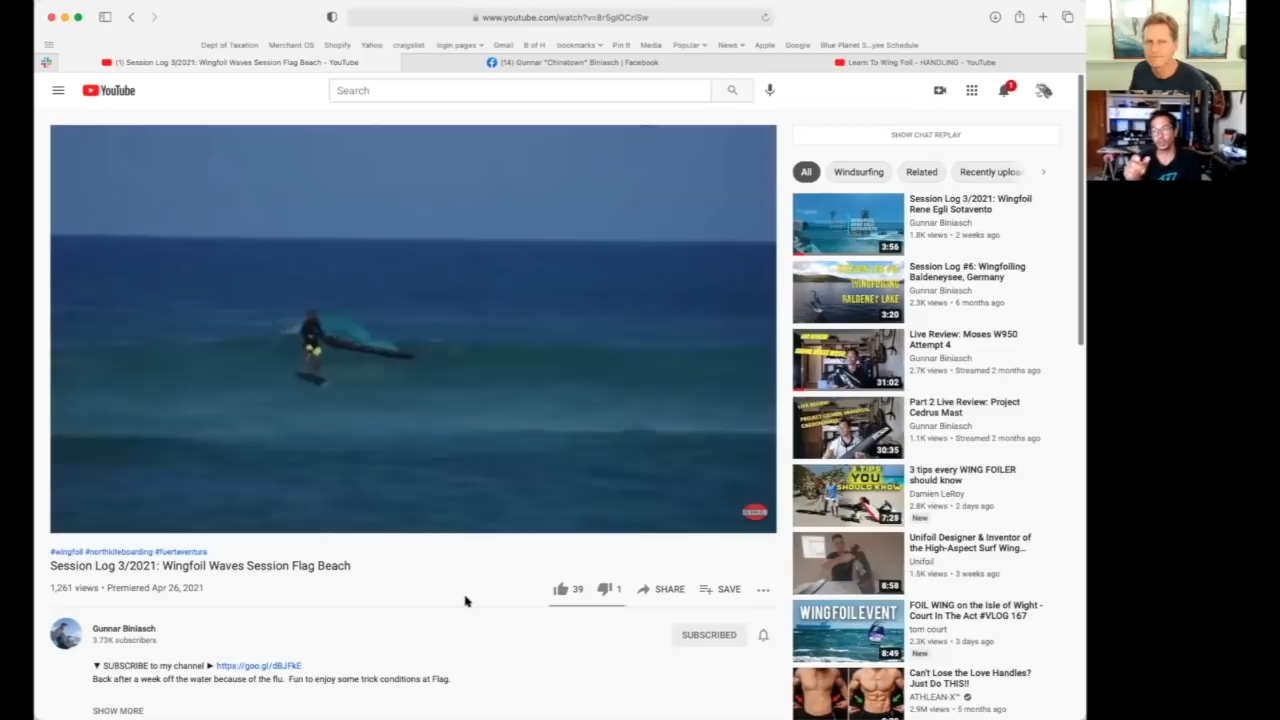 www.youtube.com/watch?v=8r5glOCrlSw
Dept of Taxation Merchant OS Shopify Yahoo craigslist login pages Gmail B of H bookmarks Pin It Media Popular News Apple Google Blue Planet S...yee Schedule
(1) Session Log 3/2021: Wingfoil Waves Session Flag Beach - YouTube
(14) Gunnar "Chinatown" Biniasch | Facebook
Learn To Wing Foil - HANDLING - YouTube
YouTube
Search
1
SHOW CHAT REPLAY
All Windsurfing Related Recently uploa
Session Log 3/2021: Wingfoil
Rene Egli Sotavento
Gunnar Biniasch
1.8K views • 2 weeks ago
3:56
Session Log #6: Wingfoiling
Baldeneysee, Germany
Gunnar Biniasch
2.3K views • 6 months ago
WINGFOILING
BALDENEY LAKE
3:20
Live Review: Moses W950
Attempt 4
Gunnar Biniasch
2.7K views • Streamed 2 months ago
31:02
Part 2 Live Review: Project
Cedrus Mast
Gunnar Biniasch
1.1K views • Streamed 2 months ago
30:35
3 tips every WING FOILER
should know
Damien LeRoy
2.8K views • 2 days ago
New
3 TIPS
YOU
SHOULD KNOW
7:25
Unifoil Designer & Inventor of
the High-Aspect Surf Wing...
Unifoil
1.5K views • 3 weeks ago
8:58
FOIL WING on the Isle of Wight -
Court In The Act #VLOG 167
tom court
2.3K views • 3 days ago
New
WING FOIL EVENT
8:49
Can't Lose the Love Handles?
Just Do THIS!!
ATHLEAN-X™
2.9M views • 5 months ago
SUBSCRIBE
#wingfoil #northkiteboarding #fuerteventura
Session Log 3/2021: Wingfoil Waves Session Flag Beach
1,261 views • Premiered Apr 26, 2021
39 1 SHARE SAVE
Gunnar Biniasch
3.73K subscribers
SUBSCRIBED
▼ SUBSCRIBE to my channel ► https://goo.gl/dBJFkE
Back after a week off the water because of the flu. Fun to enjoy some trick conditions at Flag.
SHOW MORE